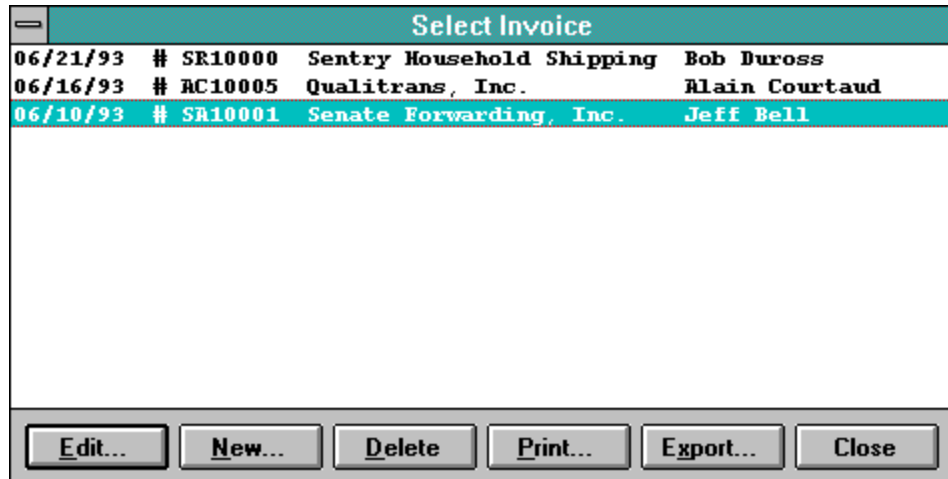 Select Invoice
06/21/93 # SR10000 Sentry Household Shipping Bob Duross
06/16/93 # AC10005 Qualitrans, Inc. Alain Courtaud
06/10/93 # SA10001 Senate Forwarding, Inc. Jeff Bell
Edit... New... Delete Print... Export... Close